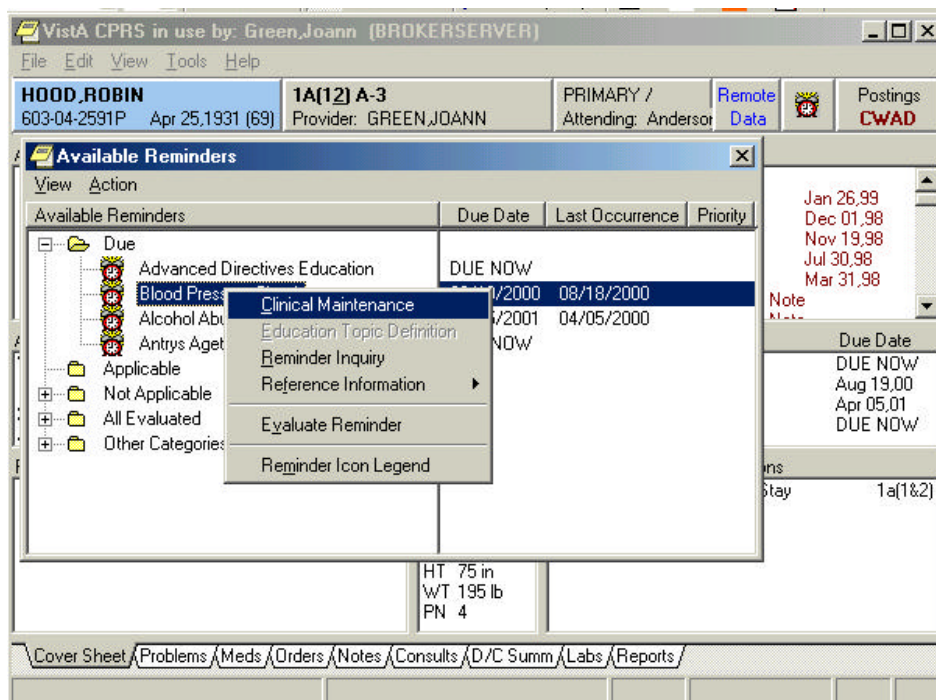 VistA CPRS in use by: Green,Joann (BROKERSERVER)
File Edit View Tools Help
HOOD,ROBIN 1A(12) A-3 PRIMARY / Remote Postings
603-04-2591P Apr 25,1931 (69) Provider: GREEN,JOANN Attending: Anderson Data CWAD
Available Reminders
View Action
Available Reminders Due Date Last Occurrence Priority
Jan 26,99
Dec 01,98
Nov 19,98
Jul 30,98
Mar 31,98
Note
Due
Advanced Directives Education DUE NOW
Blood Press /2000 08/18/2000
Alcohol Abu /2001 04/05/2000
Antrys Aget NOW
Applicable
Not Applicable
All Evaluated
Other Categories
Clinical Maintenance
Education Topic Definition
Reminder Inquiry
Reference Information
Evaluate Reminder
Reminder Icon Legend
Due Date
DUE NOW
Aug 19,00
Apr 05,01
DUE NOW
ons
Stay 1a(1&2)
HT 75 in
WT 195 lb
PN 4
Cover Sheet Problems Meds Orders Notes Consults D/C Summ Labs Reports